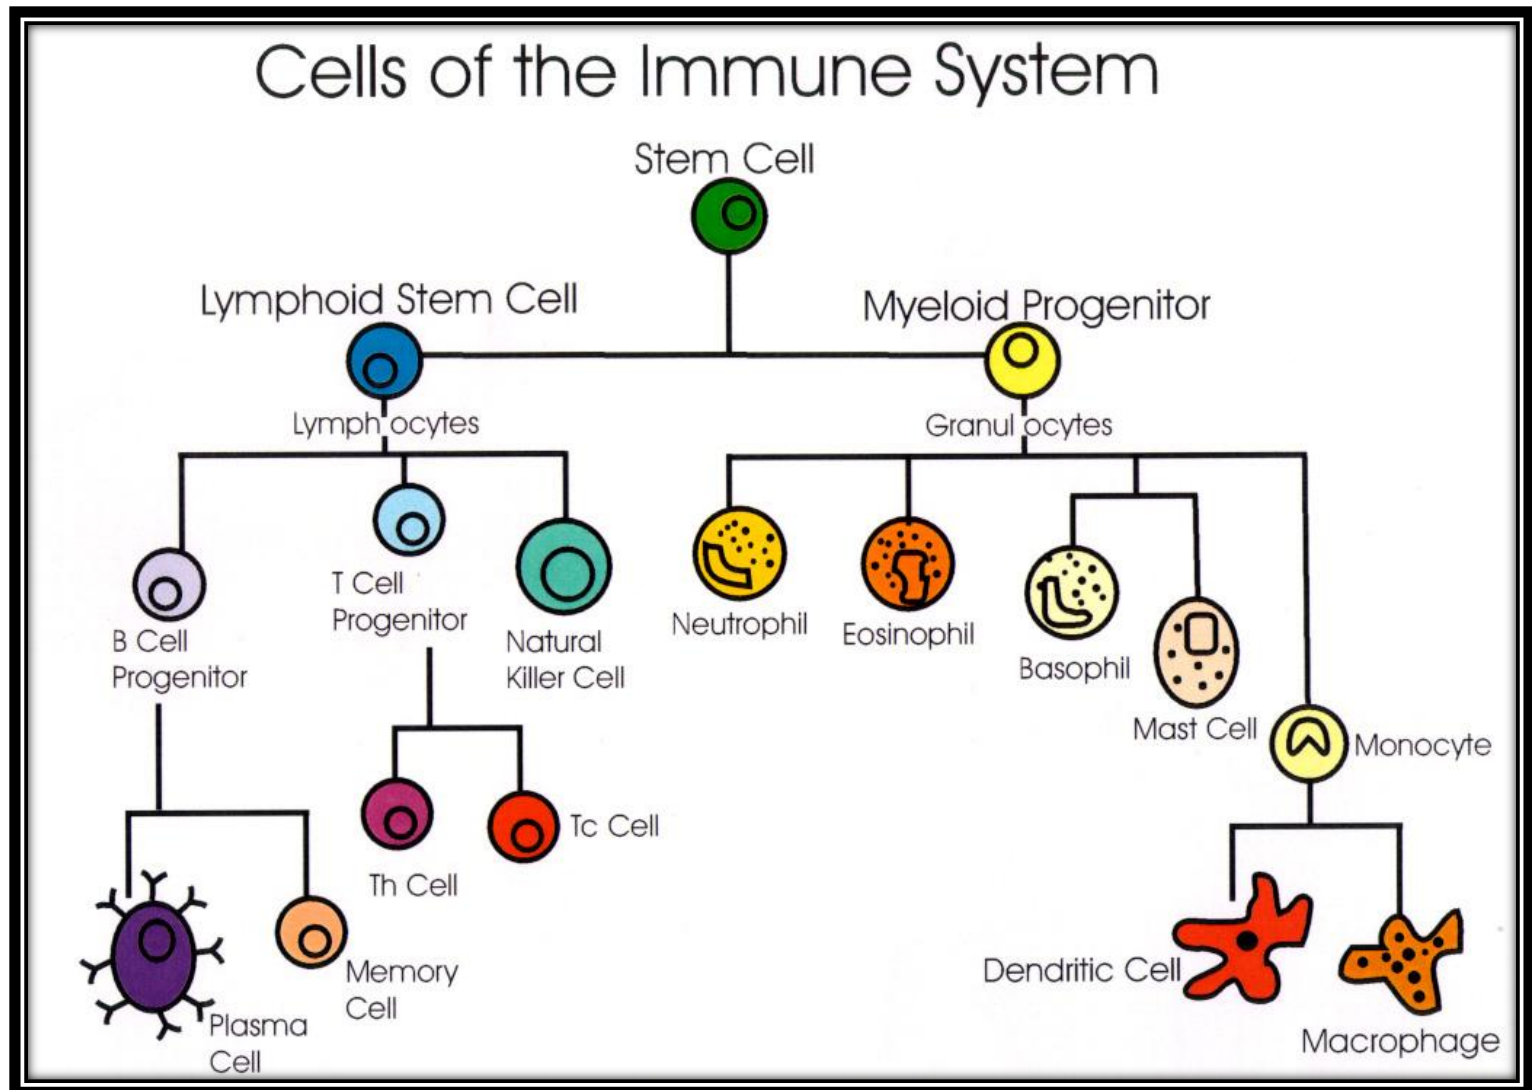 Cells of the Immune System
Stem Cell
Lymphoid Stem Cell
Myeloid Progenitor
Lymph ocytes
Granul ocytes
T Cell
Progenitor
B Cell
Progenitor
Natural
Killer Cell
Neutrophil
Eosinophil
Basophil
Mast Cell
Monocyte
Th Cell
Tc Cell
Memory
Cell
Plasma
Cell
Dendritic Cell
Macrophage